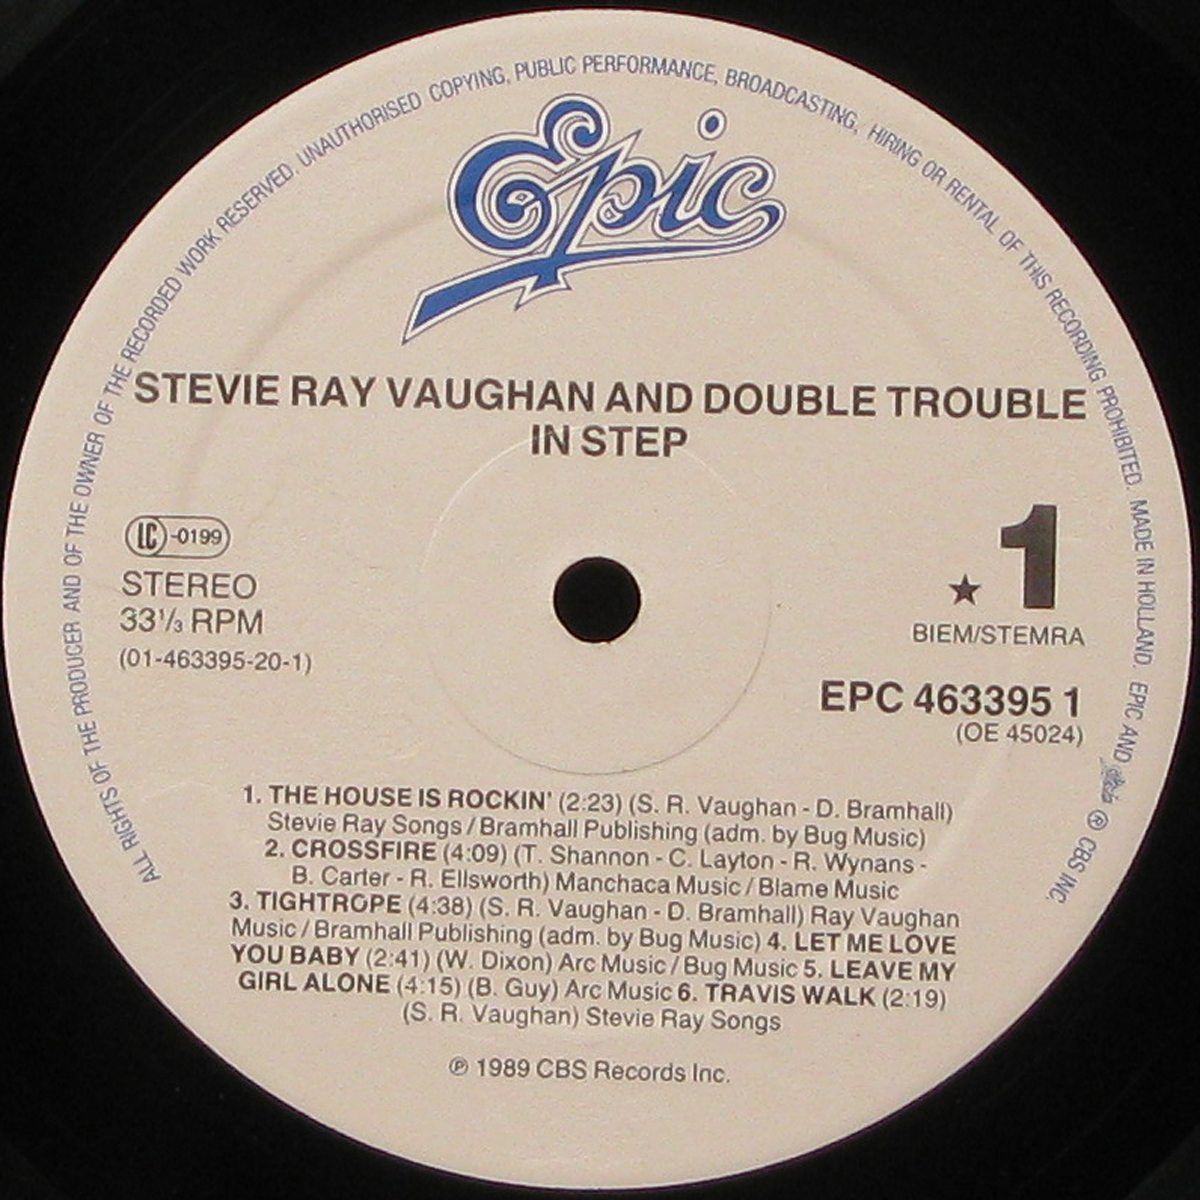 ALL RIGHTS OF THE PRODUCER AND OF THE OWNER OF THE RECORDED WORK RESERVED. UNAUTHORISED COPYING, PUBLIC PERFORMANCE, BROADCASTING, HIRING OR RENTAL OF THIS RECORDING PROHIBITED. MADE IN HOLLAND. EPIC AND ® CBS INC.
Epic
STEVIE RAY VAUGHAN AND DOUBLE TROUBLE
IN STEP
LC -0199
STEREO
33⅓ RPM
(01-463395-20-1)
★ 1
BIEM/STEMRA
EPC 463395 1
(OE 45024)
1. THE HOUSE IS ROCKIN' (2:23) (S. R. Vaughan - D. Bramhall)
Stevie Ray Songs / Bramhall Publishing (adm. by Bug Music)
2. CROSSFIRE (4:09) (T. Shannon - C. Layton - R. Wynans -
B. Carter - R. Ellsworth) Manchaca Music / Blame Music
3. TIGHTROPE (4:38) (S. R. Vaughan - D. Bramhall) Ray Vaughan
Music / Bramhall Publishing (adm. by Bug Music) 4. LET ME LOVE
YOU BABY (2:41) (W. Dixon) Arc Music / Bug Music 5. LEAVE MY
GIRL ALONE (4:15) (B. Guy) Arc Music 6. TRAVIS WALK (2:19)
(S. R. Vaughan) Stevie Ray Songs
℗ 1989 CBS Records Inc.